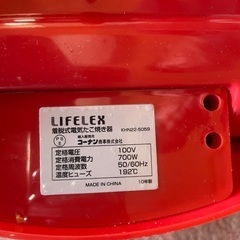 LIFELEX
着脱式電気たこ焼き器 KHN22-5059
輸入販売元 コーナン商事株式会社
定格電圧 100V
定格消費電力 700W
定格周波数 50/60Hz
温度ヒューズ 192℃
MADE IN CHINA 10年製